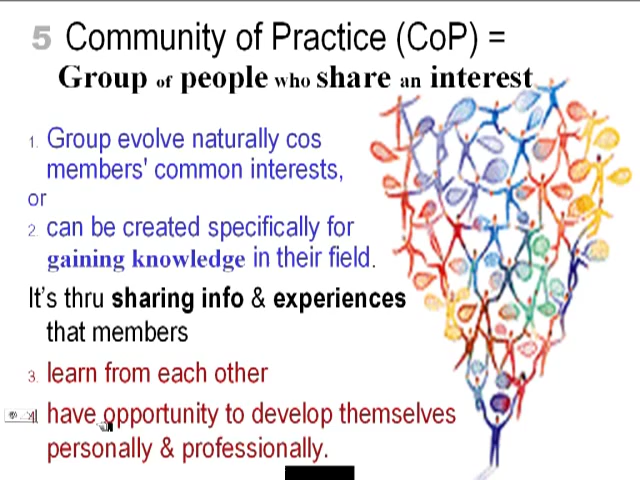 5 Community of Practice (CoP) =
Group of people who share an interest
1. Group evolve naturally cos
members' common interests,
or
2. can be created specifically for
gaining knowledge in their field.
It's thru sharing info & experiences
that members
3. learn from each other
have opportunity to develop themselves
personally & professionally.